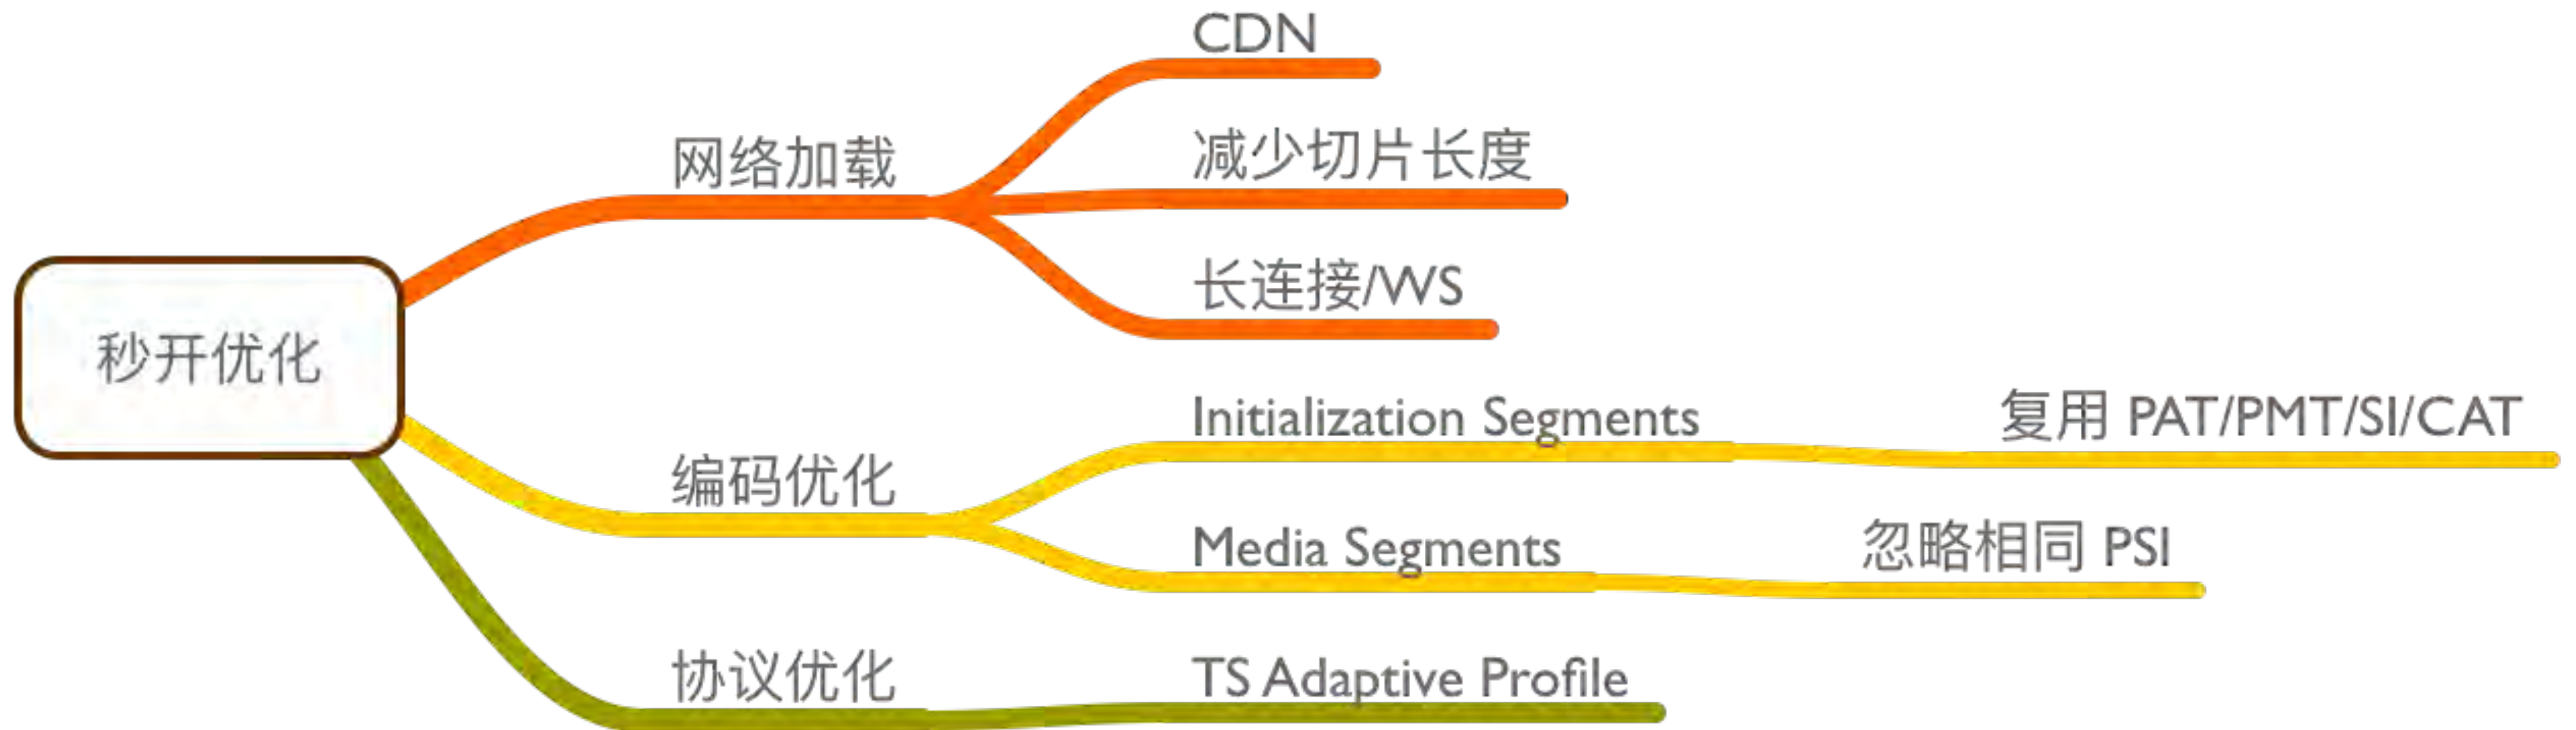 秒开优化
网络加载
CDN
减少切片长度
长连接/WS
编码优化
Initialization Segments
复用 PAT/PMT/SI/CAT
Media Segments
忽略相同 PSI
协议优化
TS Adaptive Profile